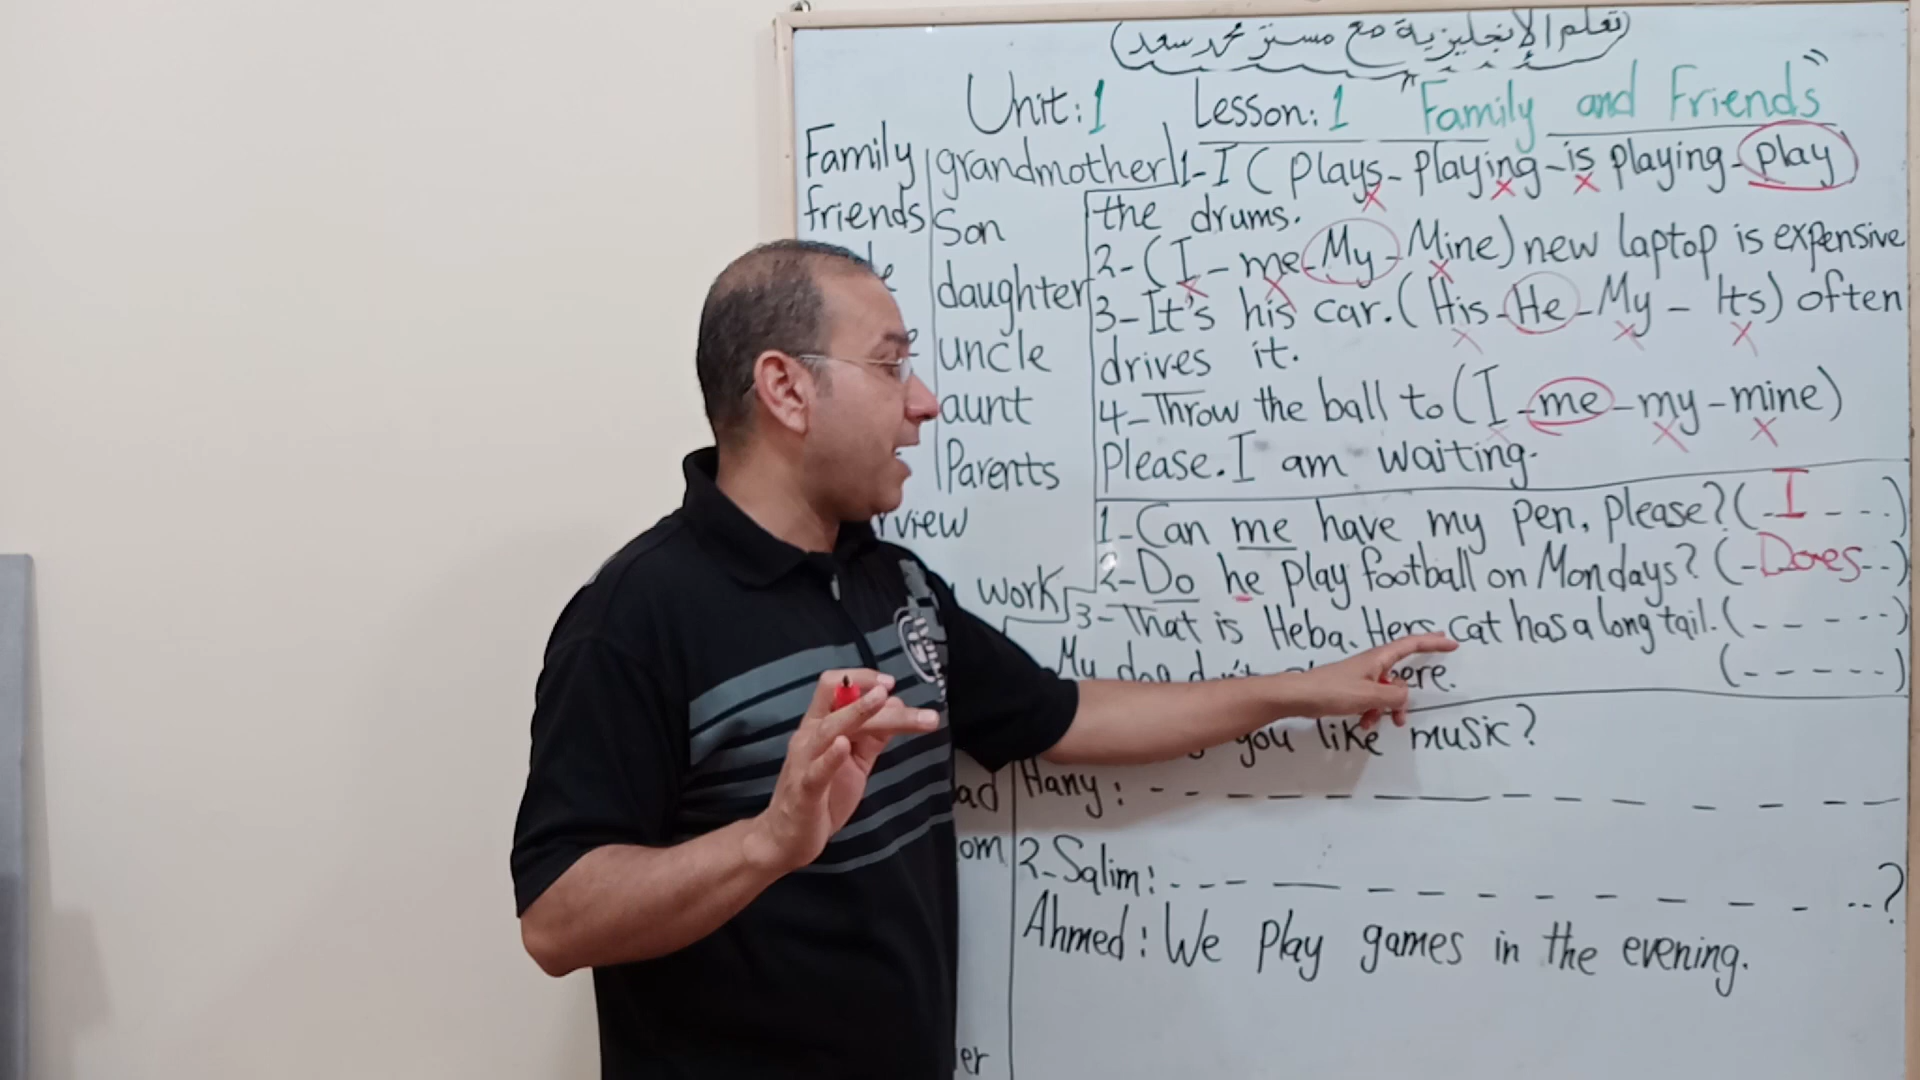 (تعلم الإنجليزية مع مستر محمد سعد)
Unit: 1 Lesson: 1 "Family and Friends"
Family
friends
grandmother
Son
daughter
uncle
aunt
Parents
work
1-I (plays-playing-is playing-play
the drums.
2-(I-me-My-Mine) new laptop is expensive
3-It's his car.(His-He-My-Its) often
drives it.
4-Throw the ball to (I-me-my-mine)
Please. I am waiting.
1-Can me have my pen, please? (--I---)
2-Do he play football on Mondays? (-Does--)
3-That is Heba. Hers cat has a long tail. (-----)
My dog here. (-----)
you like music?
Hany: -------------
2-Salim: -------------?
Ahmed: We play games in the evening.